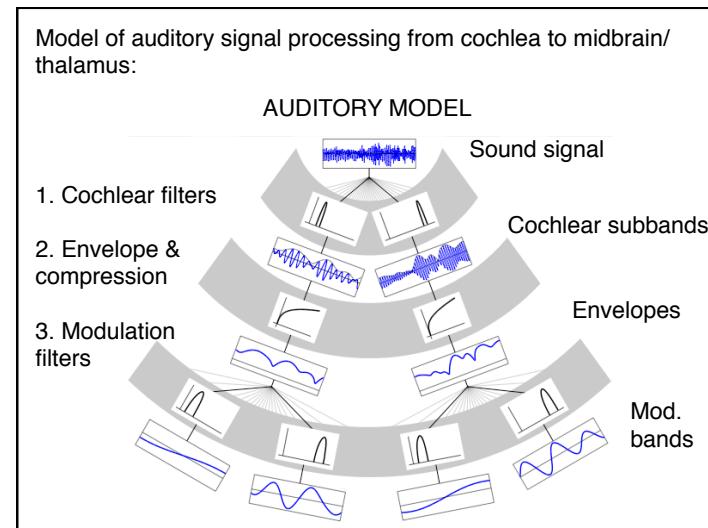 Model of auditory signal processing from cochlea to midbrain/
thalamus:
AUDITORY MODEL
Sound signal
1. Cochlear filters
Cochlear subbands
2. Envelope &
compression
Envelopes
3. Modulation
filters
Mod.
bands